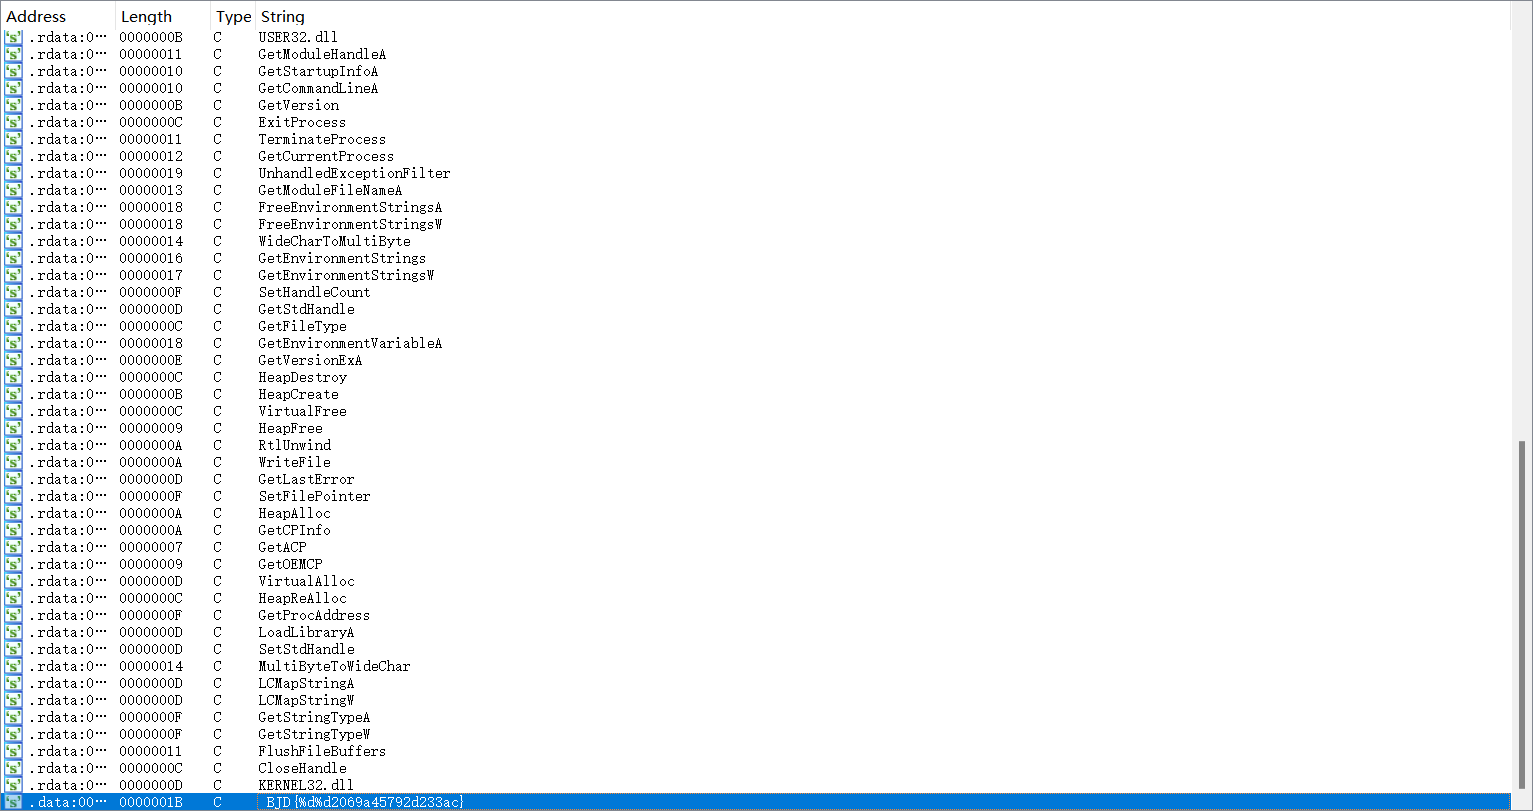 Address Length Type String
.rdata:0… 0000000B C USER32.dll
.rdata:0… 00000011 C GetModuleHandleA
.rdata:0… 00000010 C GetStartupInfoA
.rdata:0… 00000010 C GetCommandLineA
.rdata:0… 0000000B C GetVersion
.rdata:0… 0000000C C ExitProcess
.rdata:0… 00000011 C TerminateProcess
.rdata:0… 00000012 C GetCurrentProcess
.rdata:0… 00000019 C UnhandledExceptionFilter
.rdata:0… 00000013 C GetModuleFileNameA
.rdata:0… 00000018 C FreeEnvironmentStringsA
.rdata:0… 00000018 C FreeEnvironmentStringsW
.rdata:0… 00000014 C WideCharToMultiByte
.rdata:0… 00000016 C GetEnvironmentStrings
.rdata:0… 00000017 C GetEnvironmentStringsW
.rdata:0… 0000000F C SetHandleCount
.rdata:0… 0000000D C GetStdHandle
.rdata:0… 0000000C C GetFileType
.rdata:0… 00000018 C GetEnvironmentVariableA
.rdata:0… 0000000E C GetVersionExA
.rdata:0… 0000000C C HeapDestroy
.rdata:0… 0000000B C HeapCreate
.rdata:0… 0000000C C VirtualFree
.rdata:0… 00000009 C HeapFree
.rdata:0… 0000000A C RtlUnwind
.rdata:0… 0000000A C WriteFile
.rdata:0… 0000000D C GetLastError
.rdata:0… 0000000F C SetFilePointer
.rdata:0… 0000000A C HeapAlloc
.rdata:0… 0000000A C GetCPInfo
.rdata:0… 00000007 C GetACP
.rdata:0… 00000009 C GetOEMCP
.rdata:0… 0000000D C VirtualAlloc
.rdata:0… 0000000C C HeapReAlloc
.rdata:0… 0000000F C GetProcAddress
.rdata:0… 0000000D C LoadLibraryA
.rdata:0… 0000000D C SetStdHandle
.rdata:0… 00000014 C MultiByteToWideChar
.rdata:0… 0000000D C LCMapStringA
.rdata:0… 0000000D C LCMapStringW
.rdata:0… 0000000F C GetStringTypeA
.rdata:0… 0000000F C GetStringTypeW
.rdata:0… 00000011 C FlushFileBuffers
.rdata:0… 0000000C C CloseHandle
.rdata:0… 0000000D C KERNEL32.dll
.data:00… 0000001B C BJD{%d%d2069a45792d233ac}